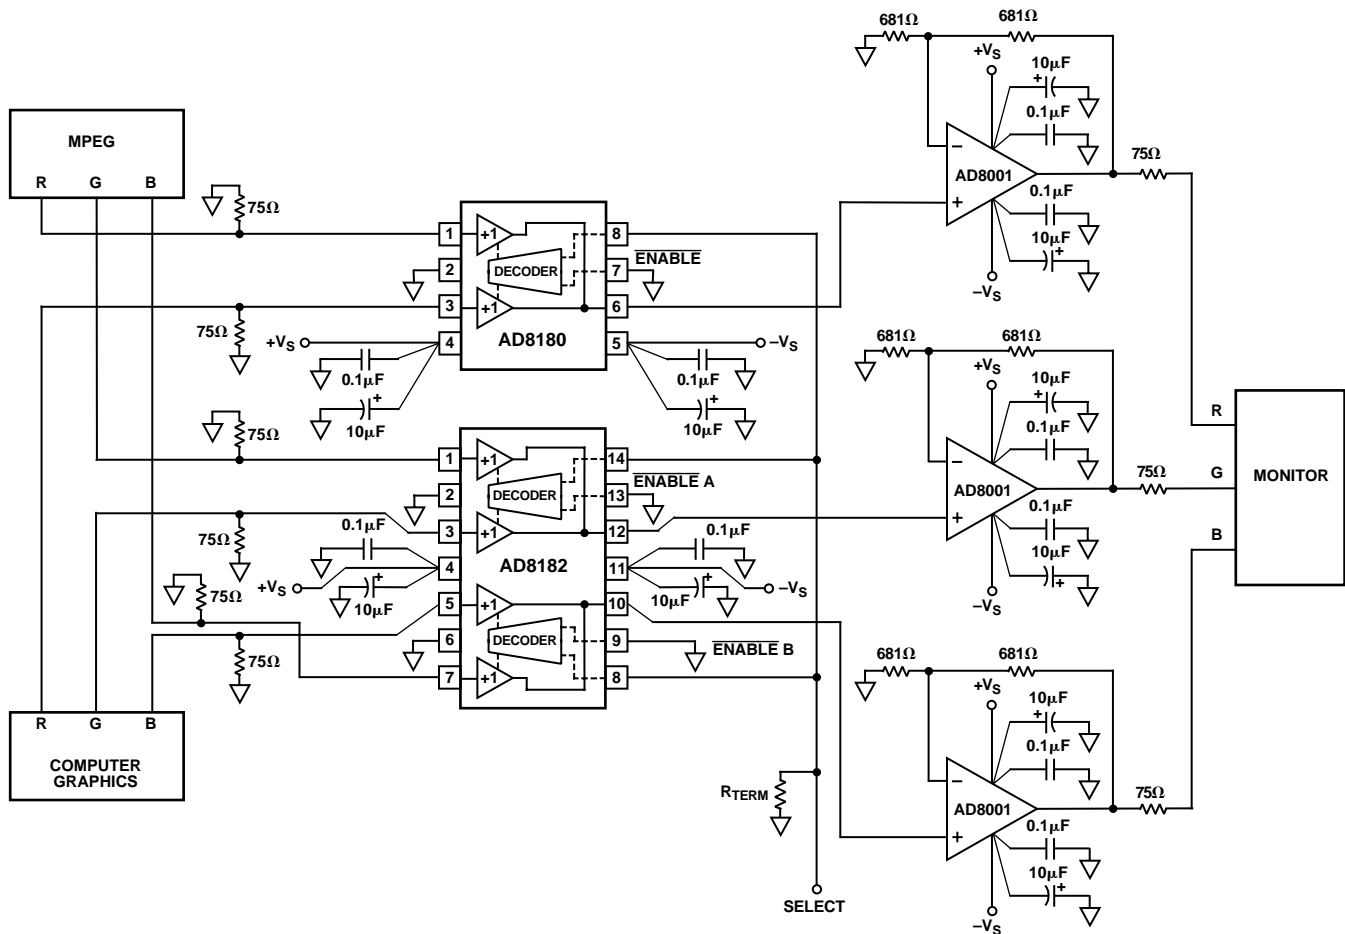 681Ω
681Ω
+VS
10µF
+
0.1µF
MPEG
R G B
75Ω
AD8001
−
+
75Ω
0.1µF
10µF
+
−VS
1 +1 8
ENABLE
2 DECODER 7
3 +1 6
75Ω
+VS
4 AD8180 5
−VS
0.1µF
0.1µF
+
10µF
+
10µF
681Ω
681Ω
+VS
10µF
+
0.1µF
75Ω
1 +1 14
ENABLE A
2 DECODER 13
3 +1 12
AD8001
−
+
75Ω
0.1µF
10µF
+
−VS
75Ω
0.1µF
0.1µF
4 AD8182 11
+VS
+
10µF
+
10µF
−VS
75Ω
5 +1 10
6 DECODER 9
ENABLE B
7 +1 8
75Ω
R
G
B
MONITOR
681Ω
681Ω
+VS
10µF
+
0.1µF
R G B
COMPUTER
GRAPHICS
RTERM
AD8001
−
+
75Ω
0.1µF
10µF
+
−VS
SELECT